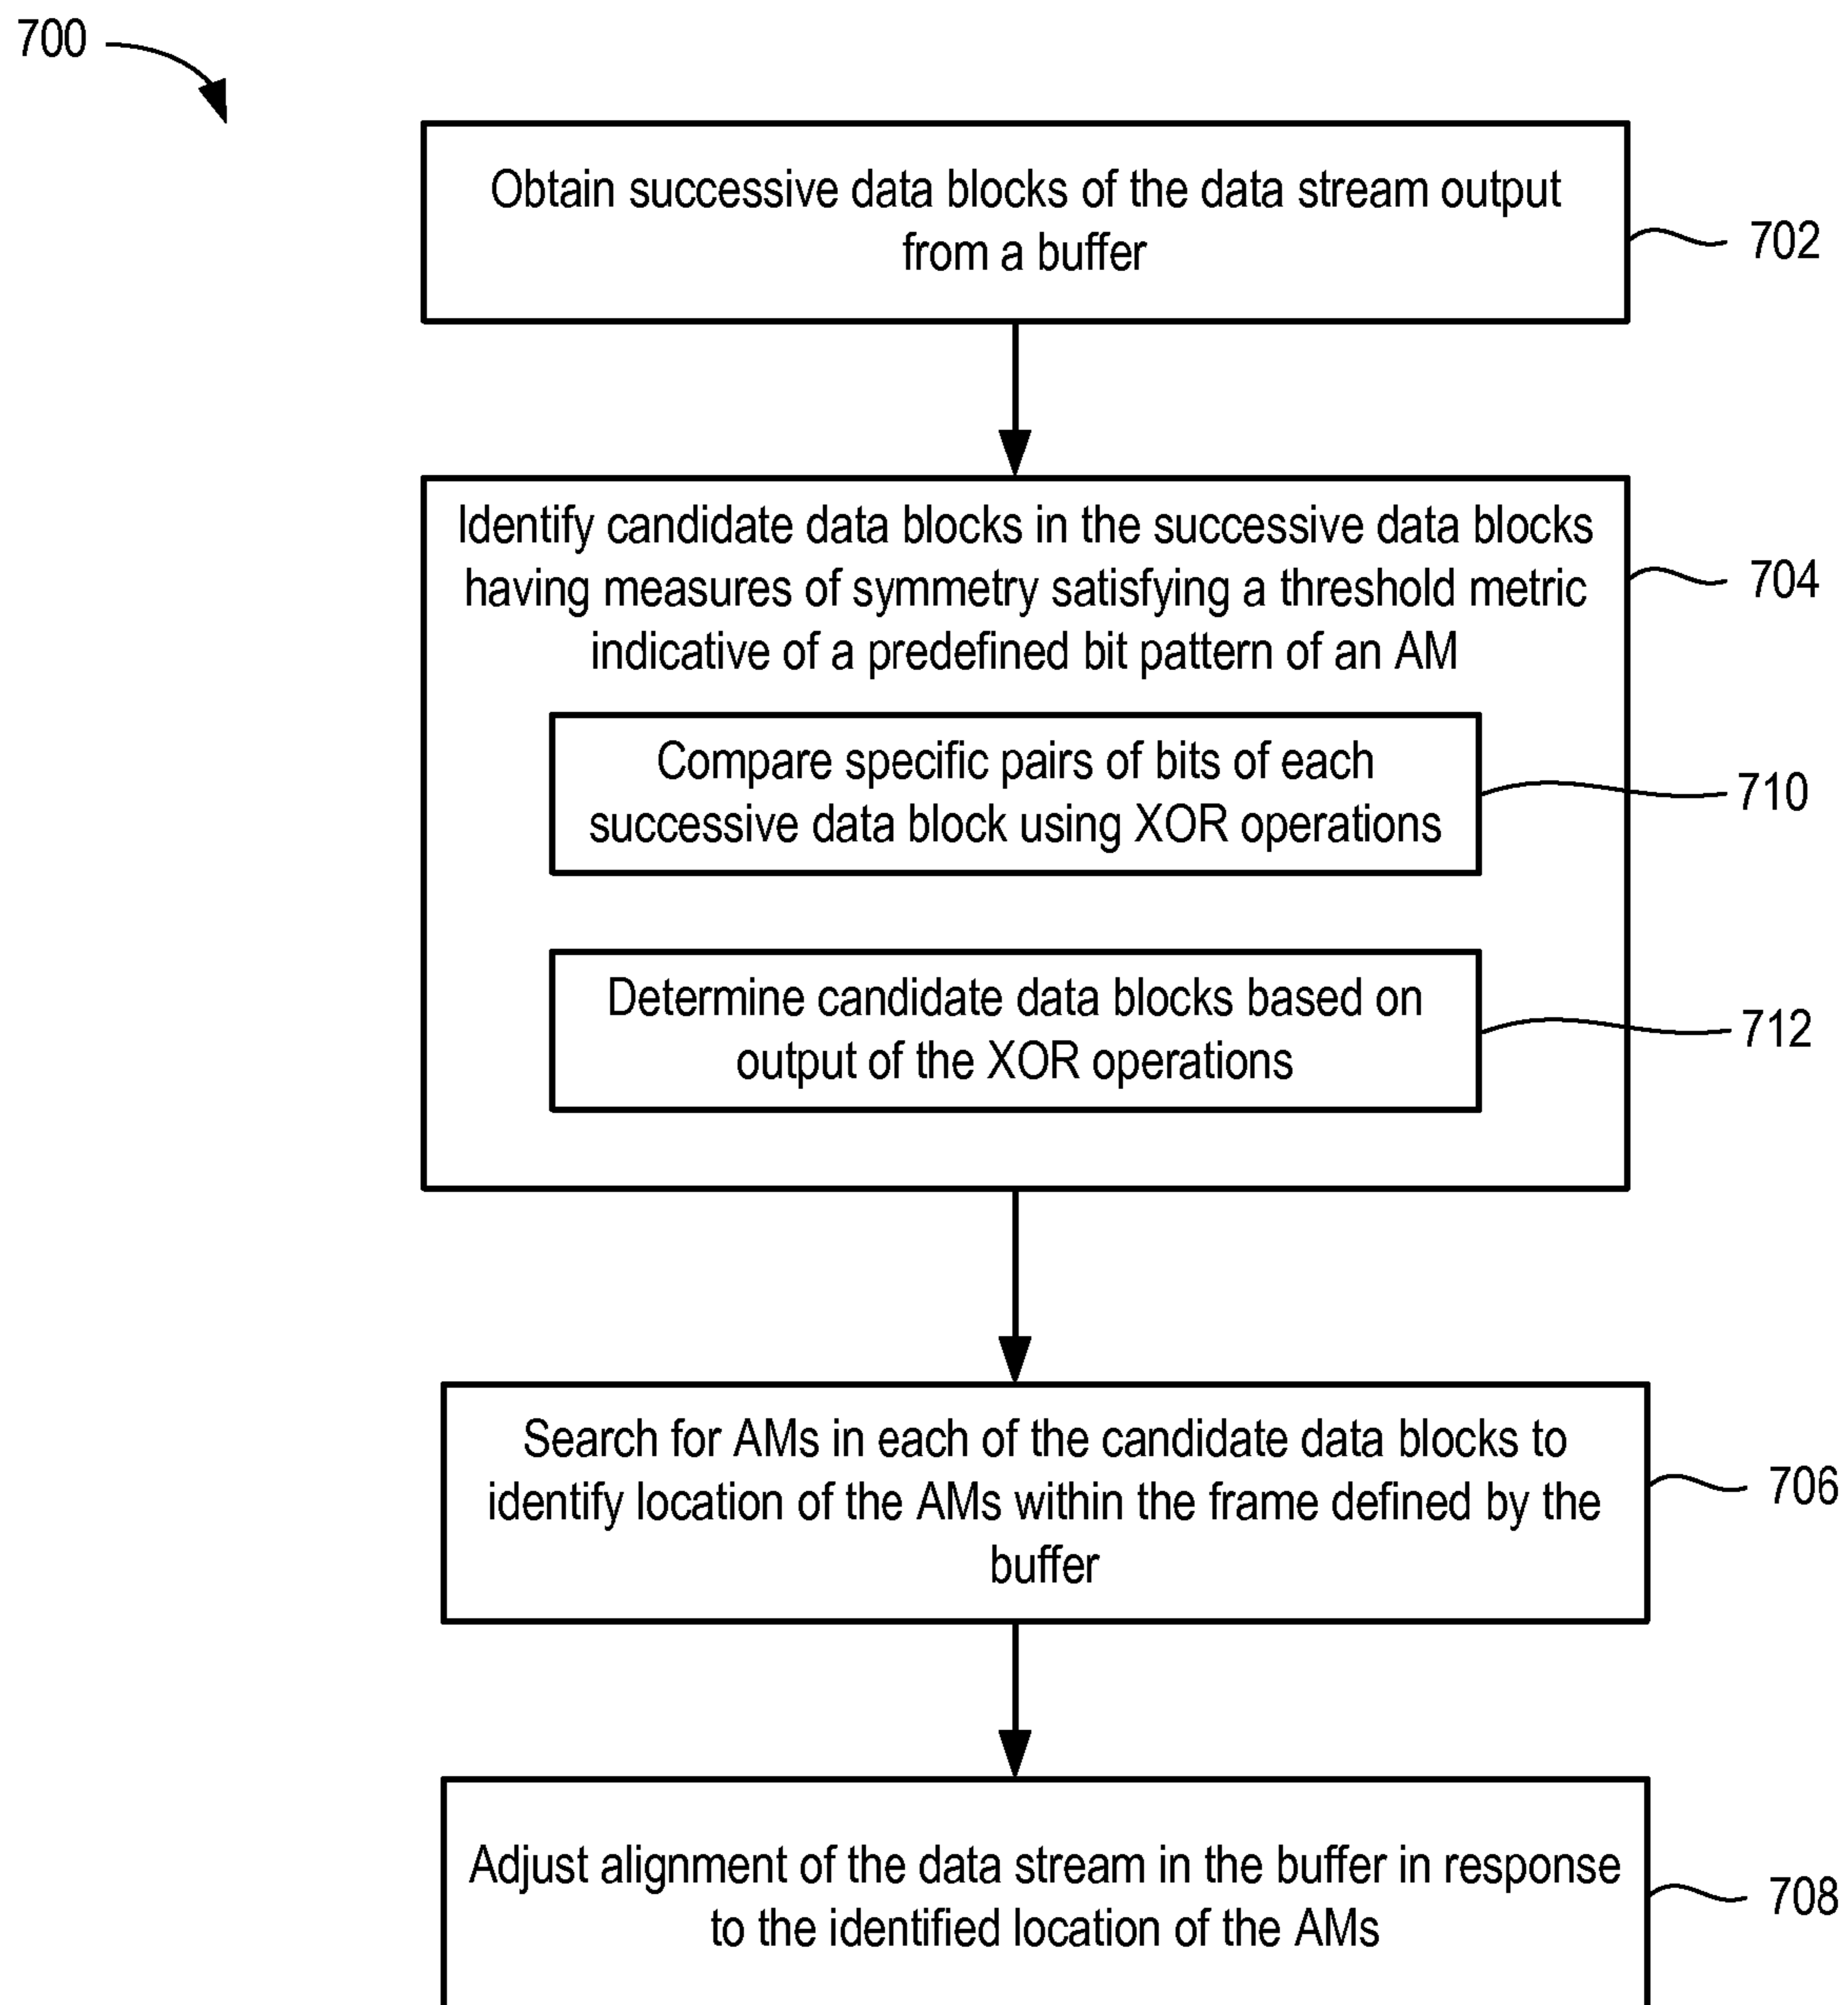 700
Obtain successive data blocks of the data stream output
from a buffer
702
Identify candidate data blocks in the successive data blocks
having measures of symmetry satisfying a threshold metric
indicative of a predefined bit pattern of an AM
704
Compare specific pairs of bits of each
successive data block using XOR operations
710
Determine candidate data blocks based on
output of the XOR operations
712
Search for AMs in each of the candidate data blocks to
identify location of the AMs within the frame defined by the
buffer
706
Adjust alignment of the data stream in the buffer in response
to the identified location of the AMs
708